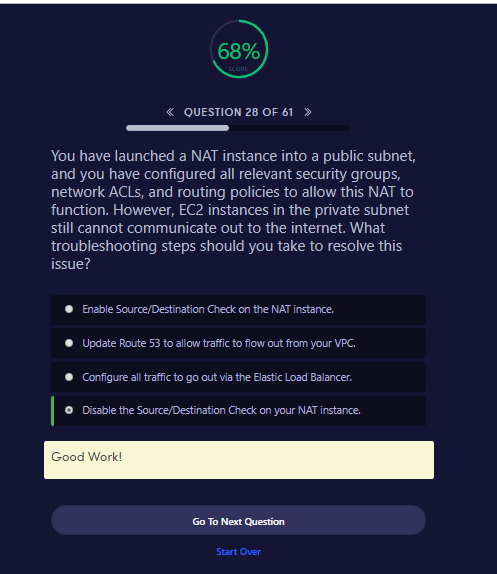 68%
SCORE
« QUESTION 28 OF 61 »
You have launched a NAT instance into a public subnet,
and you have configured all relevant security groups,
network ACLs, and routing policies to allow this NAT to
function. However, EC2 instances in the private subnet
still cannot communicate out to the internet. What
troubleshooting steps should you take to resolve this
issue?
Enable Source/Destination Check on the NAT instance.
Update Route 53 to allow traffic to flow out from your VPC.
Configure all traffic to go out via the Elastic Load Balancer.
Disable the Source/Destination Check on your NAT instance.
Good Work!
Go To Next Question
Start Over